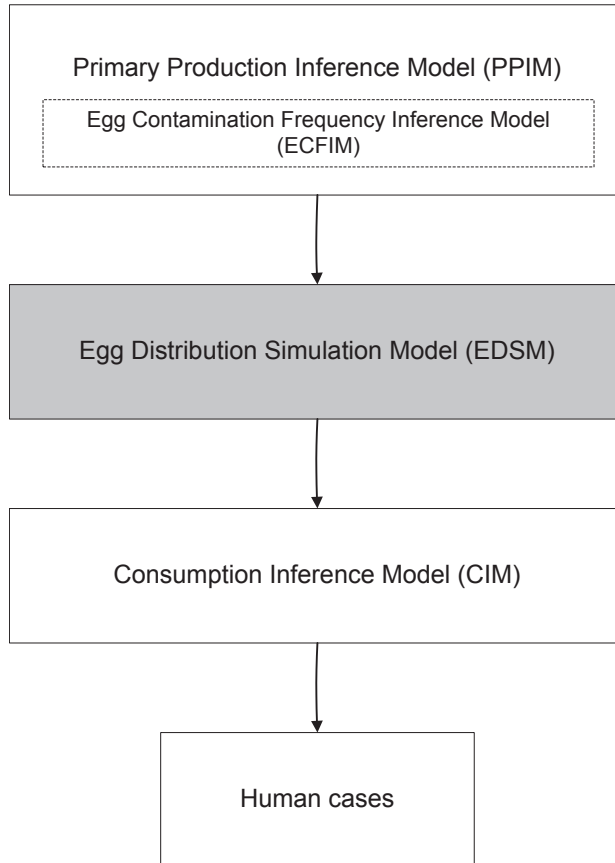 Primary Production Inference Model (PPIM)
Egg Contamination Frequency Inference Model
(ECFIM)
Egg Distribution Simulation Model (EDSM)
Consumption Inference Model (CIM)
Human cases